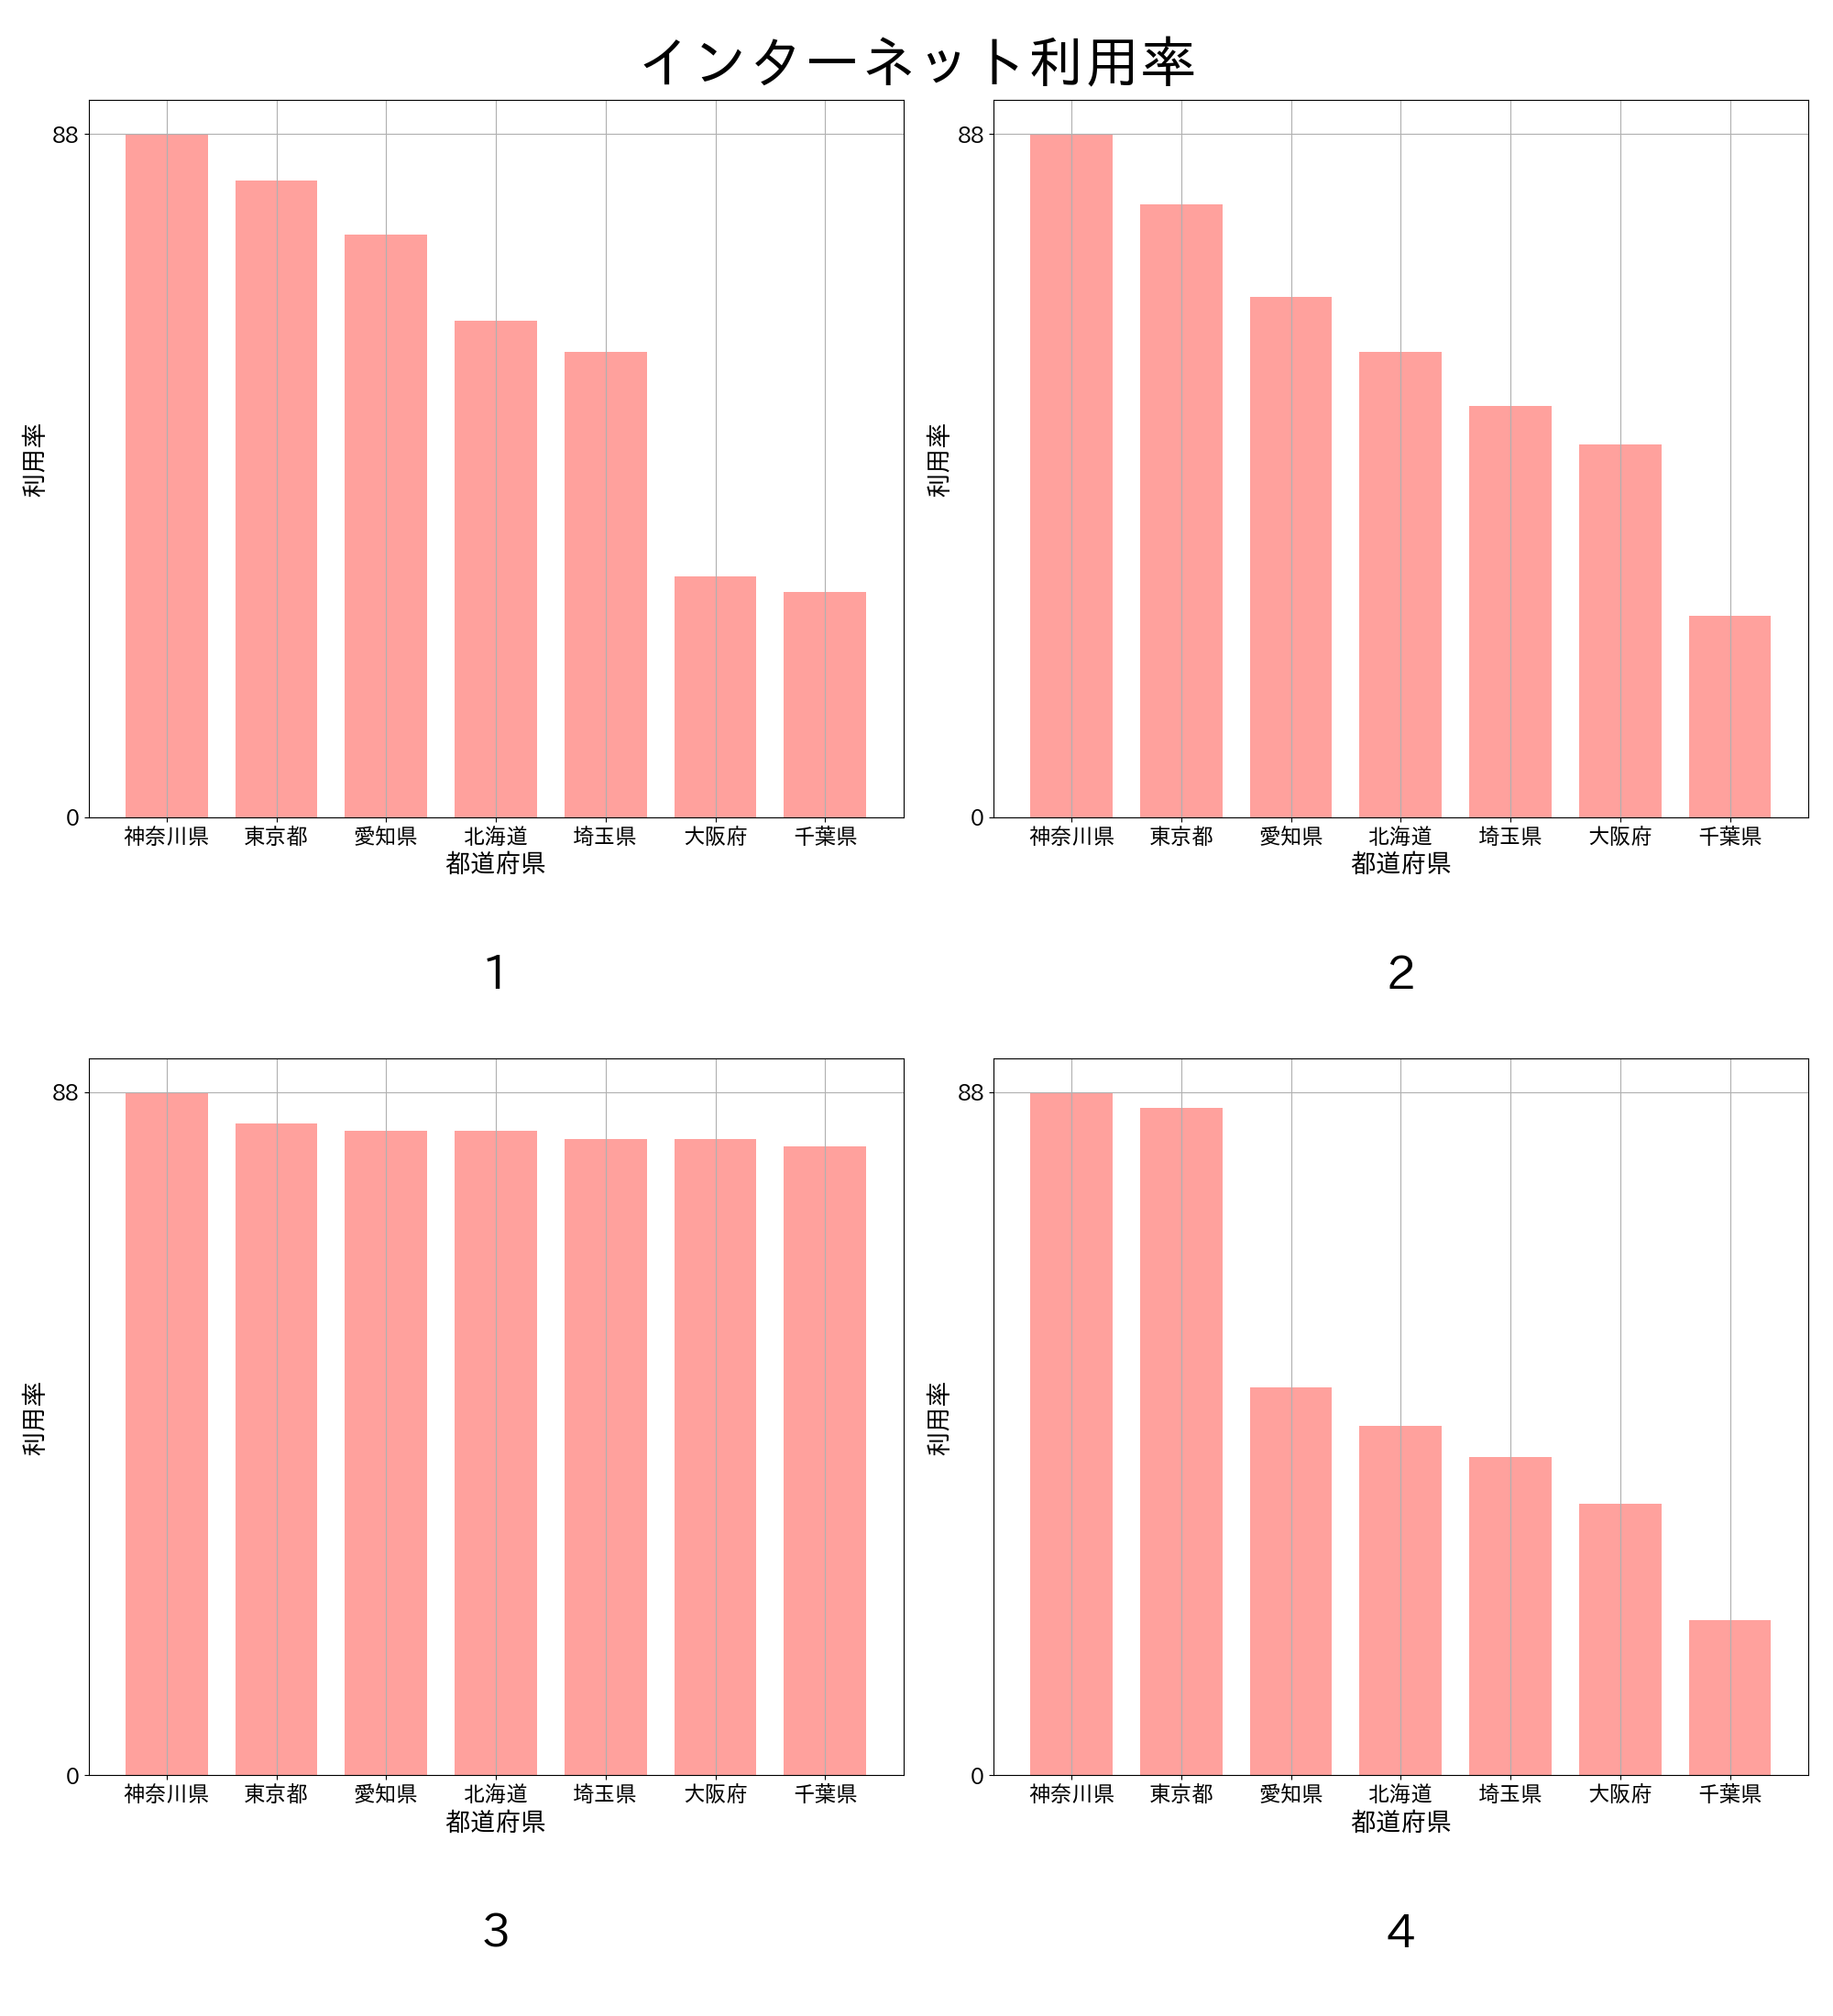 インターネット利用率
88
0
利用率
神奈川県 東京都 愛知県 北海道 埼玉県 大阪府 千葉県
都道府県
1
88
0
利用率
神奈川県 東京都 愛知県 北海道 埼玉県 大阪府 千葉県
都道府県
2
88
0
利用率
神奈川県 東京都 愛知県 北海道 埼玉県 大阪府 千葉県
都道府県
3
88
0
利用率
神奈川県 東京都 愛知県 北海道 埼玉県 大阪府 千葉県
都道府県
4